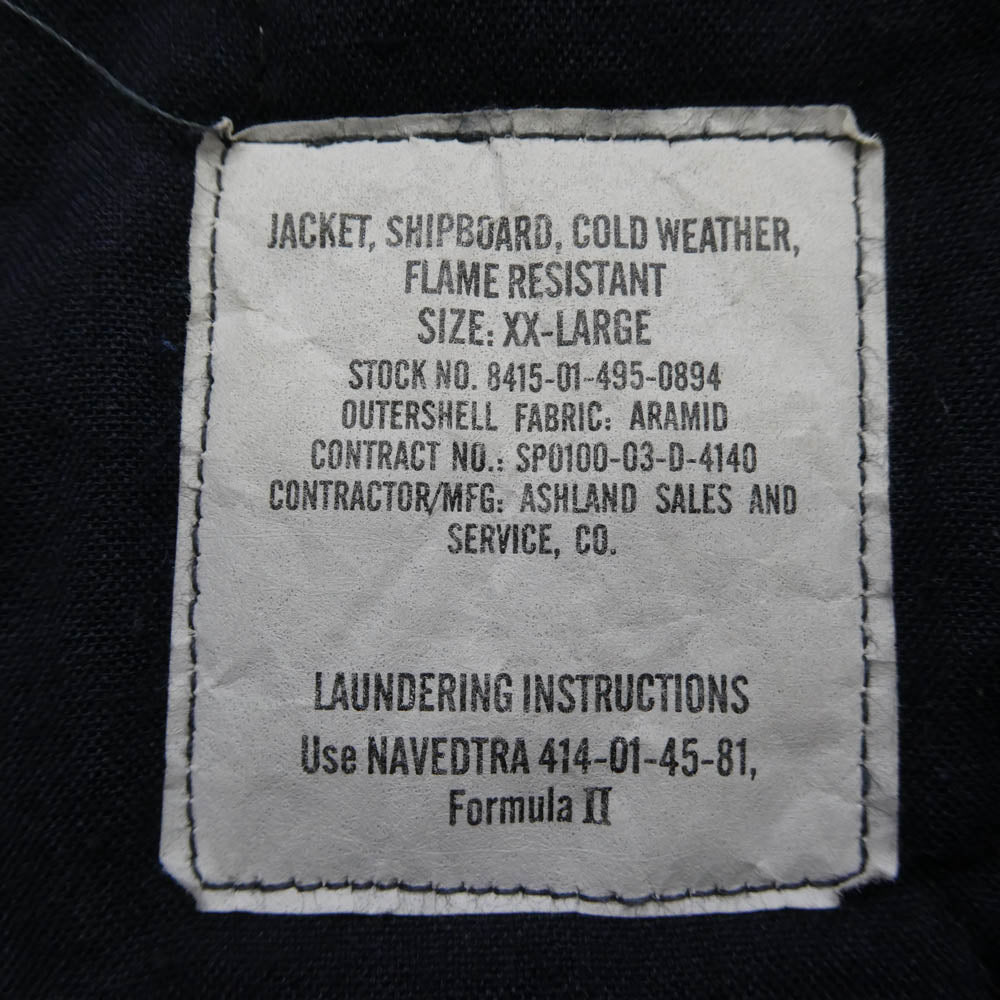 JACKET, SHIPBOARD, COLD WEATHER,
FLAME RESISTANT
SIZE: XX-LARGE
STOCK NO. 8415-01-495-0894
OUTERSHELL FABRIC: ARAMID
CONTRACT NO.: SP0100-03-D-4140
CONTRACTOR/MFG: ASHLAND SALES AND
SERVICE, CO.
LAUNDERING INSTRUCTIONS
Use NAVEDTRA 414-01-45-81,
Formula II